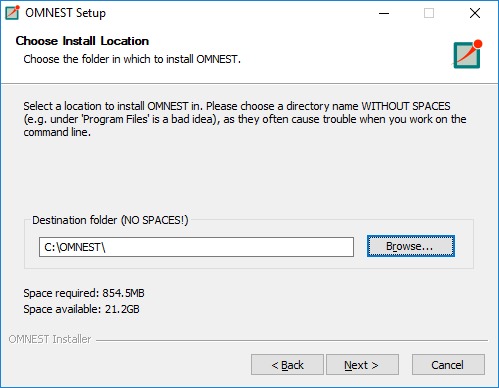 OMNEST Setup
Choose Install Location
Choose the folder in which to install OMNEST.
Select a location to install OMNEST in. Please choose a directory name WITHOUT SPACES
(e.g. under 'Program Files' is a bad idea), as they often cause trouble when you work on the
command line.
Destination folder (NO SPACES!)
C:\OMNEST\
Browse...
Space required: 854.5MB
Space available: 21.2GB
OMNEST Installer
< Back
Next >
Cancel